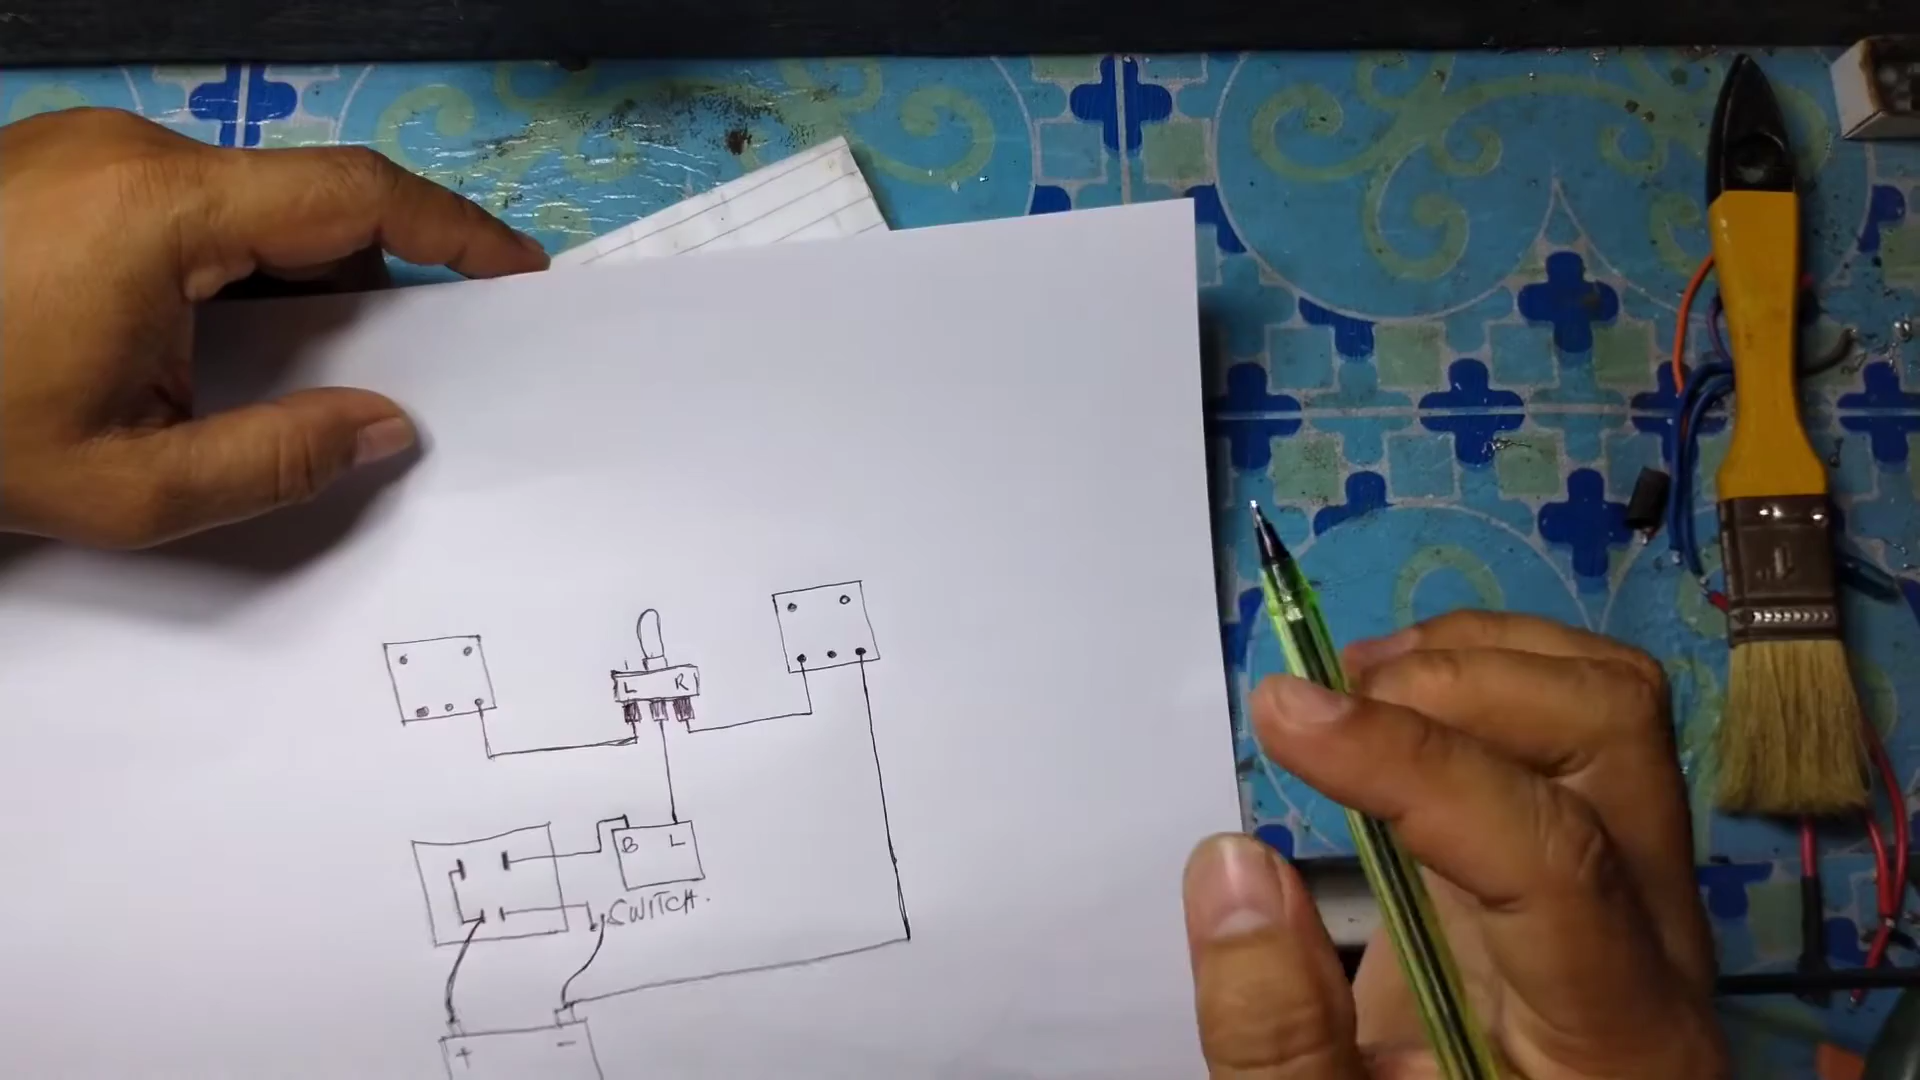 L R
B L
SWITCH.
+ -